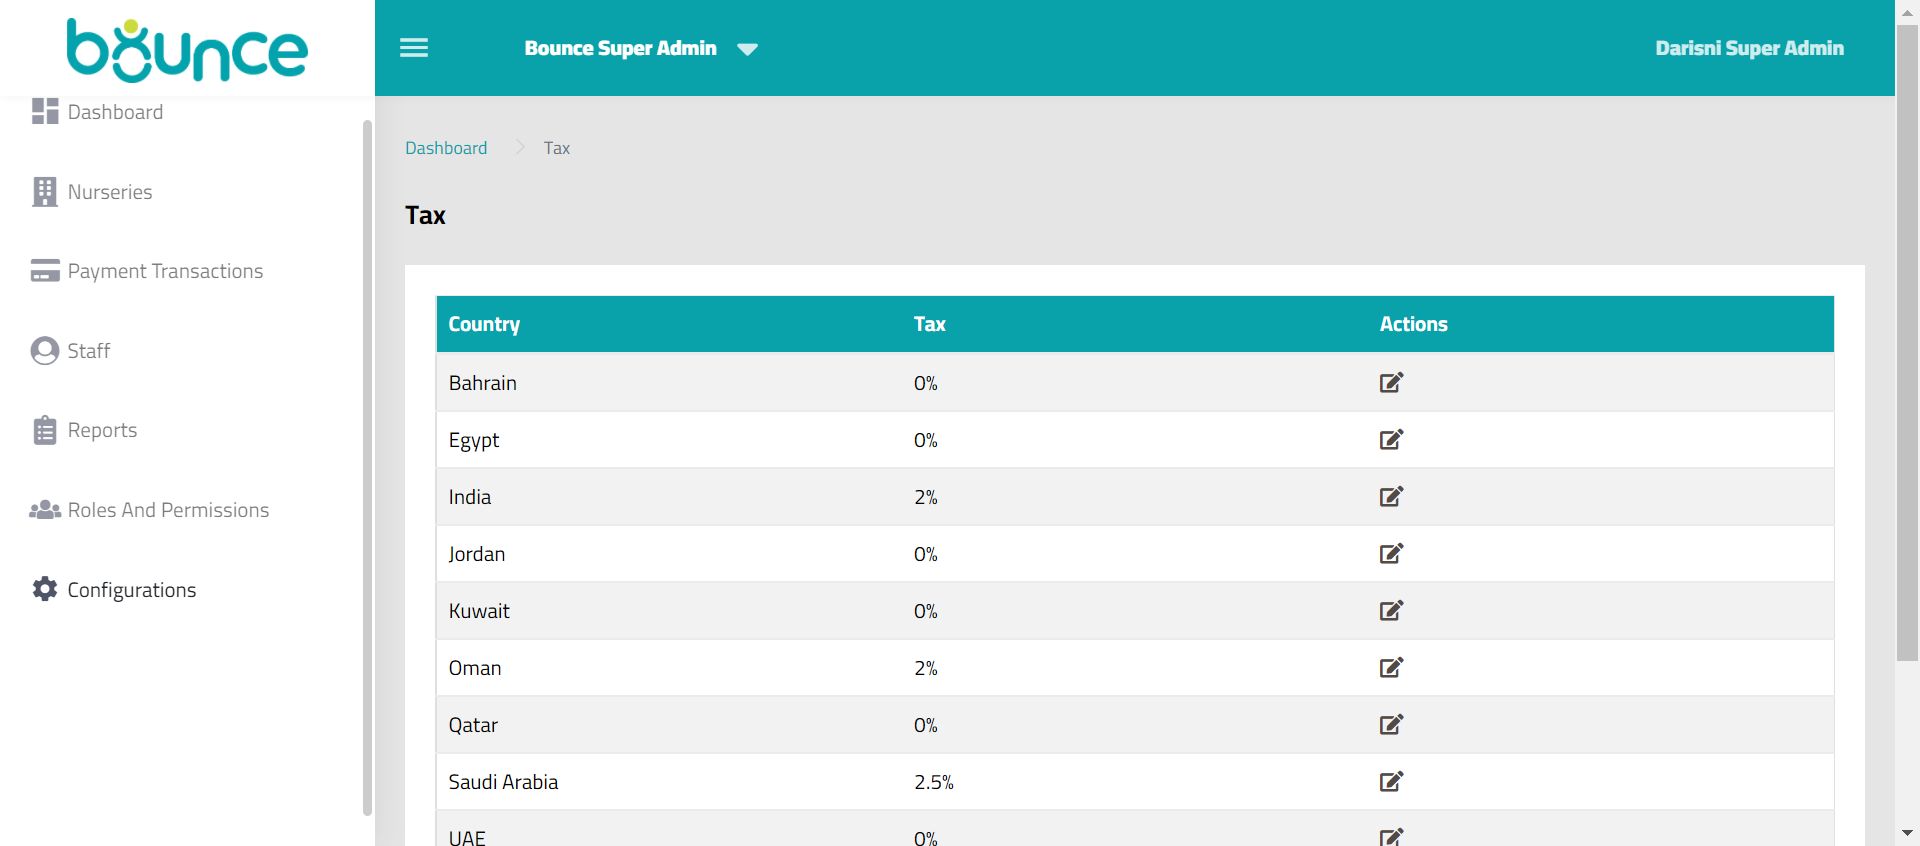 bounce
Bounce Super Admin
Darisni Super Admin
Dashboard
Nurseries
Payment Transactions
Staff
Reports
Roles And Permissions
Configurations
Dashboard > Tax
Tax
Country Tax Actions
Bahrain 0%
Egypt 0%
India 2%
Jordan 0%
Kuwait 0%
Oman 2%
Qatar 0%
Saudi Arabia 2.5%
UAE 0%